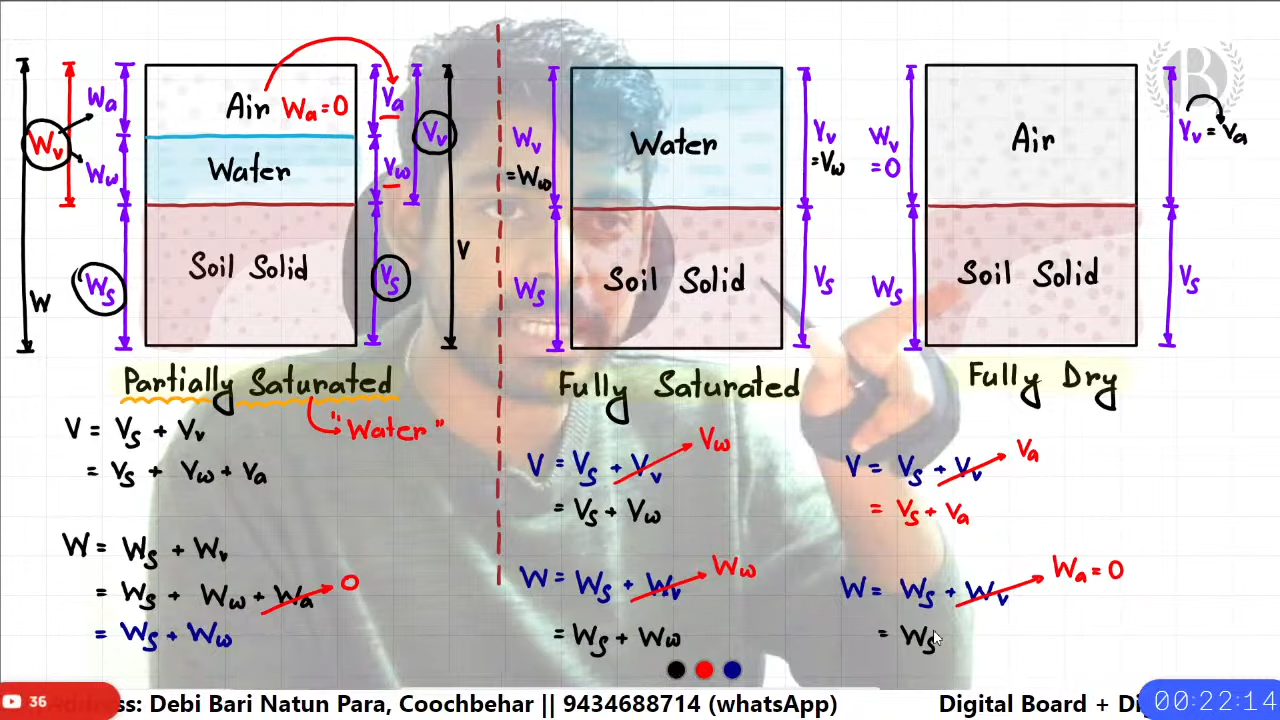 W
Wv
Wa
Ww
Ws
Air Wa = 0
Water
Soil Solid
Va
Vw
Vs
Vv
V
Partially Saturated
"Water"
V = Vs + Vv
= Vs + Vw + Va
W = Ws + Wv
= Ws + Ww + Wa 0
= Ws + Ww
Wv
= Ww
Ws
Water
Soil Solid
Vv
= Vw
Vs
Fully Saturated
V = Vs + Vv Vw
= Vs + Vw
W = Ws + Wv Ww
= Ws + Ww
Wv
= 0
Ws
Air
Soil Solid
Vv = Va
Vs
Fully Dry
V = Vs + Vv Va
= Vs + Va
W = Ws + Wv Wa = 0
= Ws
B
36
dress: Debi Bari Natun Para, Coochbehar || 9434688714 (whatsApp) Digital Board + Di
00:22:14